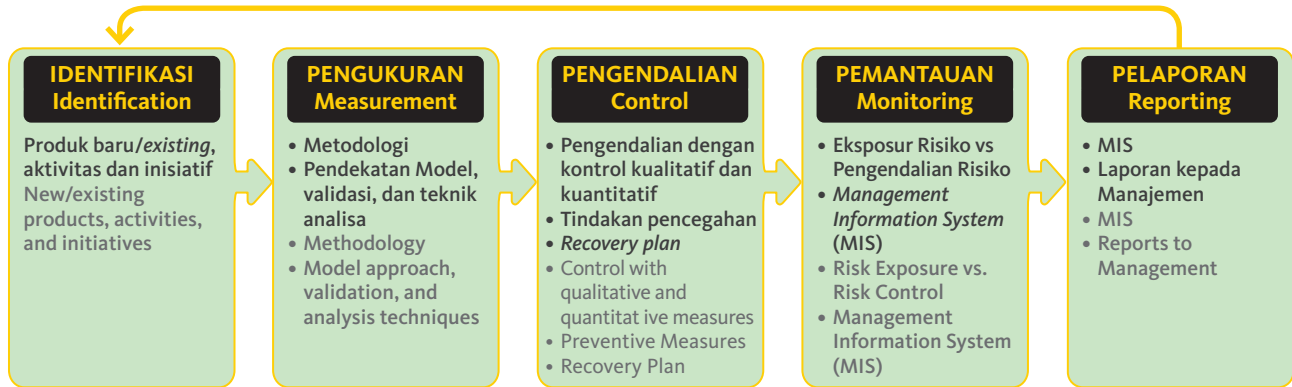 IDENTIFIKASI
Identification
Produk baru/existing,
aktivitas dan inisiatif
New/existing
products, activities,
and initiatives
PENGUKURAN
Measurement
• Metodologi
• Pendekatan Model,
validasi, dan teknik
analisa
• Methodology
• Model approach,
validation, and
analysis techniques
PENGENDALIAN
Control
• Pengendalian dengan
kontrol kualitatif dan
kuantitatif
• Tindakan pencegahan
• Recovery plan
• Control with
qualitative and
quantitat ive measures
• Preventive Measures
• Recovery Plan
PEMANTAUAN
Monitoring
• Eksposur Risiko vs
Pengendalian Risiko
• Management
Information System
(MIS)
• Risk Exposure vs.
Risk Control
• Management
Information System
(MIS)
PELAPORAN
Reporting
• MIS
• Laporan kepada
Manajemen
• MIS
• Reports to
Management